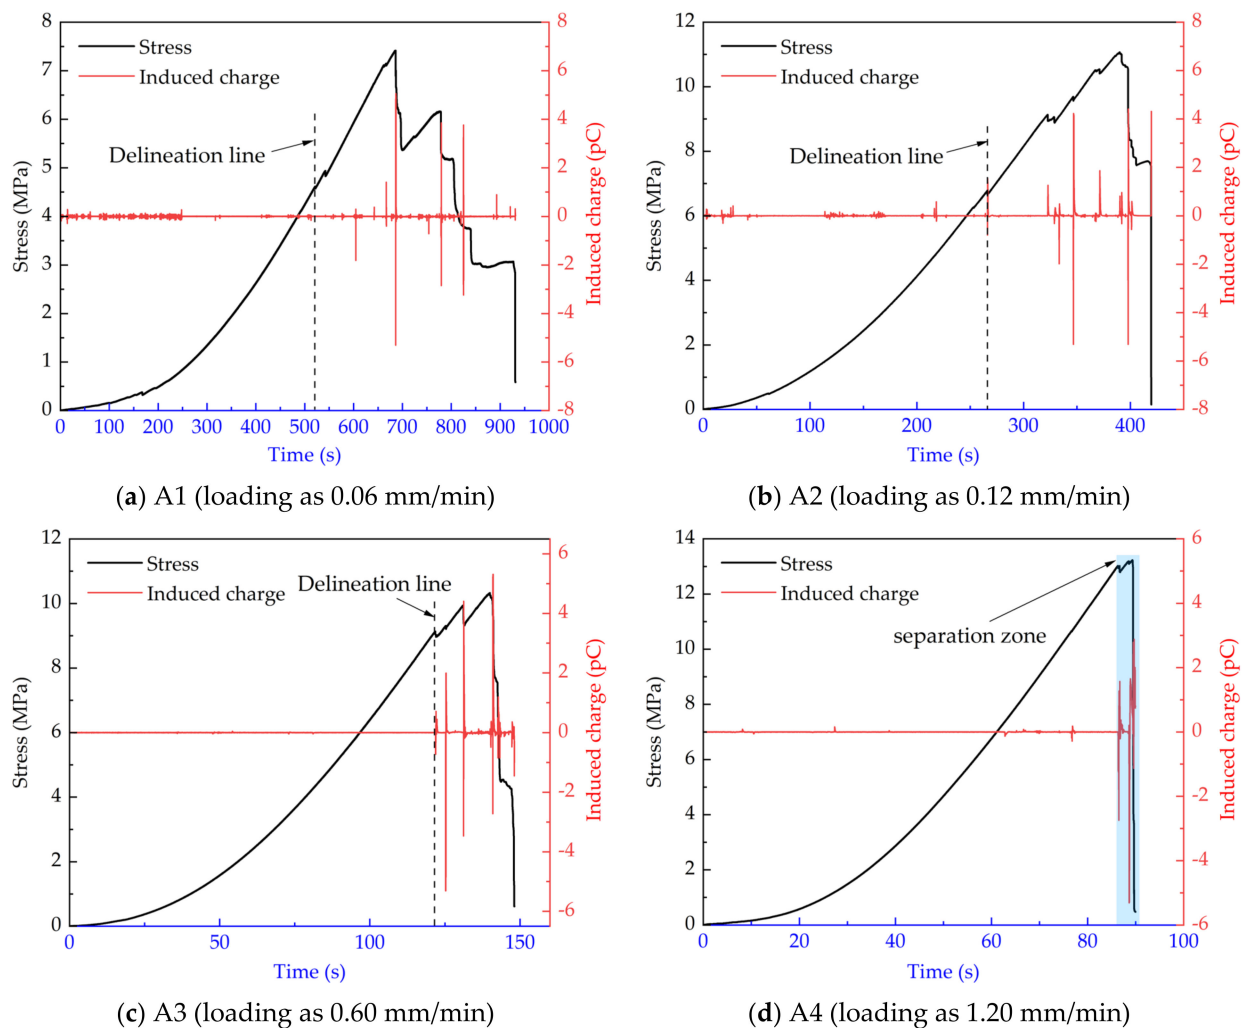 8
7
6
5
4
3
2
1
0
Stress (MPa)
Stress
Induced charge
Delineation line
8
6
4
2
0
-2
-4
-6
-8
Induced charge (pC)
0 100 200 300 400 500 600 700 800 900 1000
Time (s)
(a) A1 (loading as 0.06 mm/min)
12
10
8
6
4
2
0
Stress (MPa)
Stress
Induced charge
Delineation line
8
6
4
2
0
-2
-4
-6
-8
Induced charge (pC)
0 100 200 300 400
Time (s)
(b) A2 (loading as 0.12 mm/min)
12
10
8
6
4
2
0
Stress (MPa)
Stress
Induced charge
Delineation line
6
4
2
0
-2
-4
-6
Induced charge (pC)
0 50 100 150
Time (s)
(c) A3 (loading as 0.60 mm/min)
14
12
10
8
6
4
2
0
Stress (MPa)
Stress
Induced charge
separation zone
6
4
2
0
-2
-4
-6
Induced charge (pC)
0 20 40 60 80 100
Time (s)
(d) A4 (loading as 1.20 mm/min)